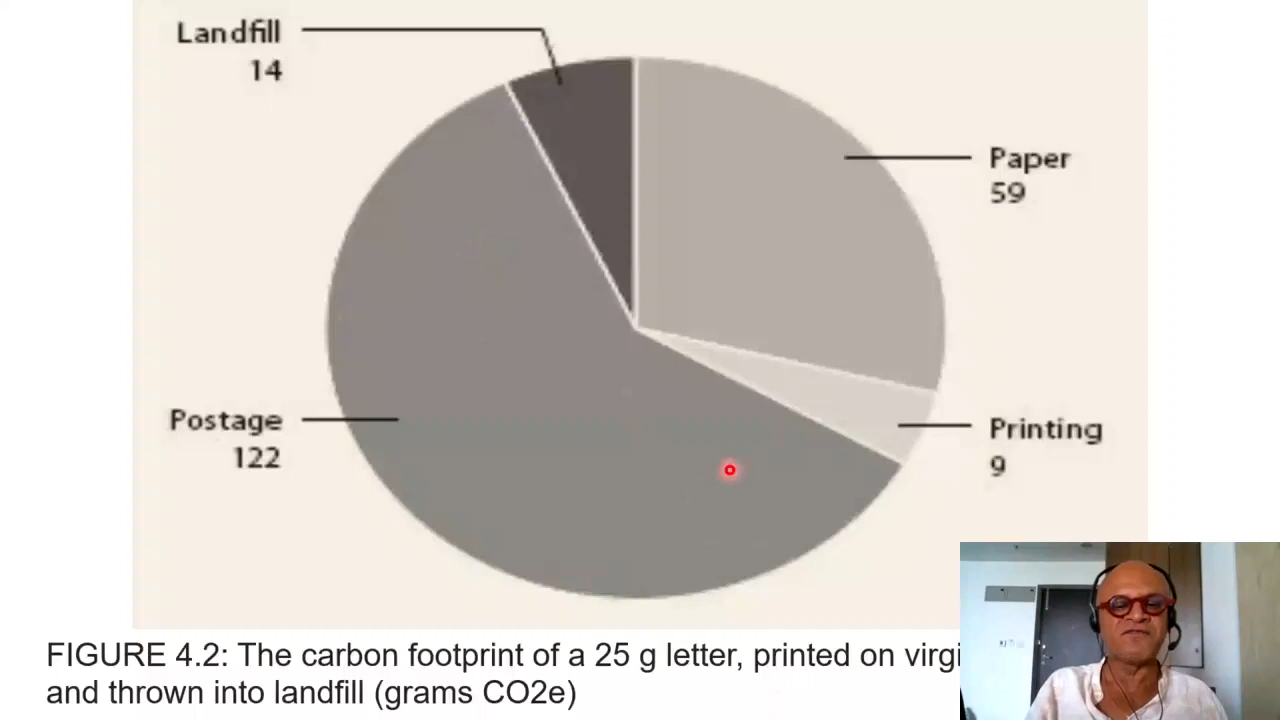 Landfill
14
Paper
59
Postage
122
Printing
9
FIGURE 4.2: The carbon footprint of a 25 g letter, printed on
and thrown into landfill (grams CO2e)